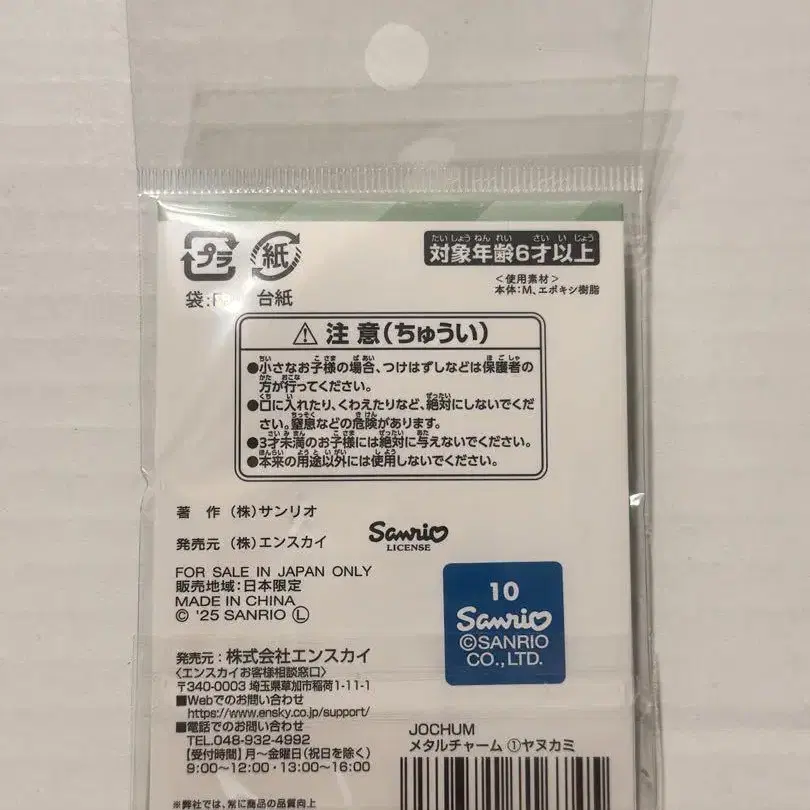 プラ
紙
対象年齢6才以上
袋:PP
台紙
<使用素材>
本体:M、エポキシ樹脂
⚠注意(ちゅうい)
●小さなお子様の場合、つけはずしなどは保護者の
方が行ってください。
●口に入れたり、くわえたりなど、絶対にしないでくだ
さい。窒息などの危険があります。
●3才未満のお子様には絶対に与えないでください。
●本来の用途以外には使用しないでください。
著 作 (株)サンリオ
発売元 (株)エンスカイ
Sanrio
LICENSE
FOR SALE IN JAPAN ONLY
販売地域:日本限定
MADE IN CHINA
© '25 SANRIO Ⓛ
10
Sanrio
©SANRIO
CO.,LTD.
発売元:株式会社エンスカイ
〈エンスカイお客様相談窓口〉
〒340-0003 埼玉県草加市稲荷1-11-1
■Webでのお問い合わせ
https://www.ensky.co.jp/support/
■電話でのお問い合わせ
TEL.048-932-4992
【受付時間】月〜金曜日(祝日を除く)
9:00〜12:00・13:00〜16:00
※弊社では、常に商品の品質向上
JOCHUM
メタルチャーム ①ヤヌカミ